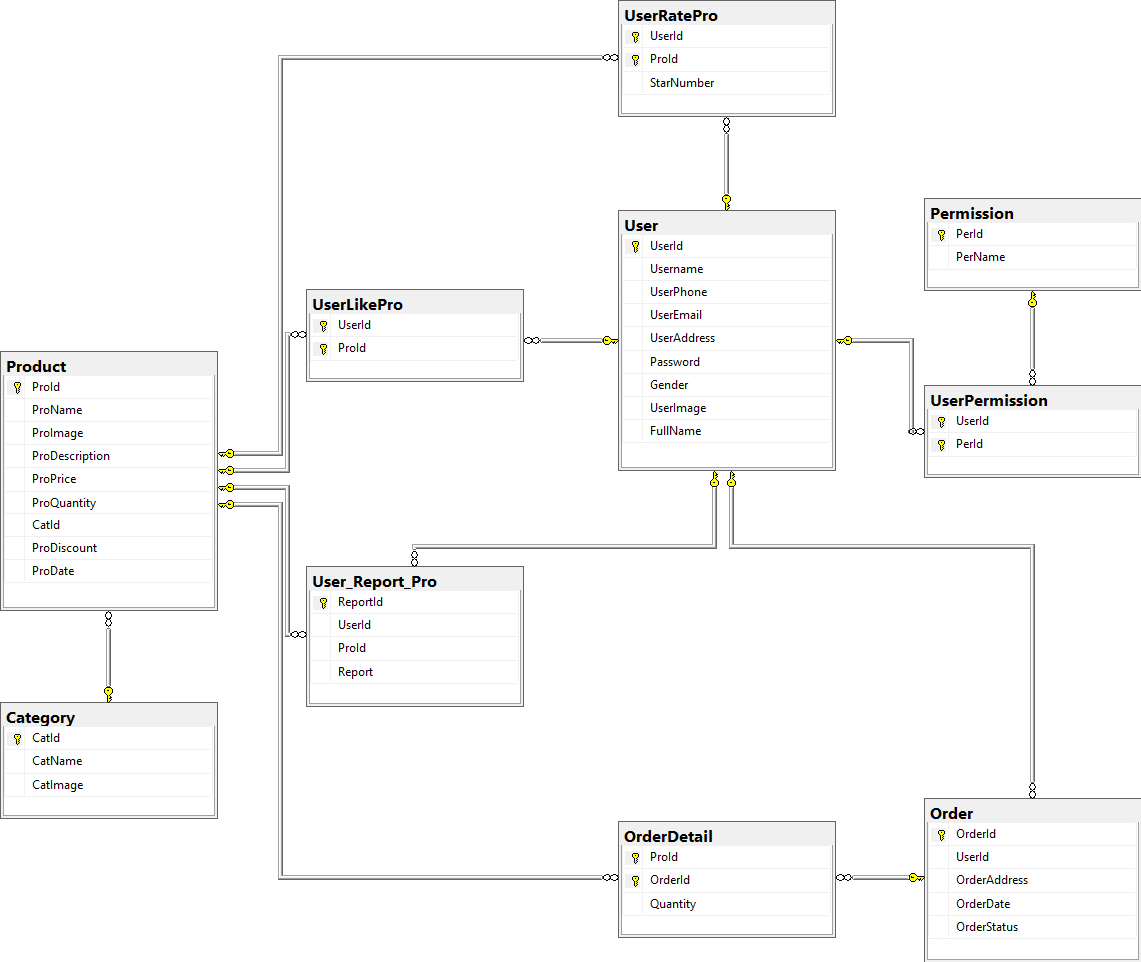 UserRatePro
UserId
ProId
StarNumber
User
UserId
Username
UserPhone
UserEmail
UserAddress
Password
Gender
UserImage
FullName
Permission
PerId
PerName
UserLikePro
UserId
ProId
Product
ProId
ProName
ProImage
ProDescription
ProPrice
ProQuantity
CatId
ProDiscount
ProDate
UserPermission
UserId
PerId
User_Report_Pro
ReportId
UserId
ProId
Report
Category
CatId
CatName
CatImage
OrderDetail
ProId
OrderId
Quantity
Order
OrderId
UserId
OrderAddress
OrderDate
OrderStatus